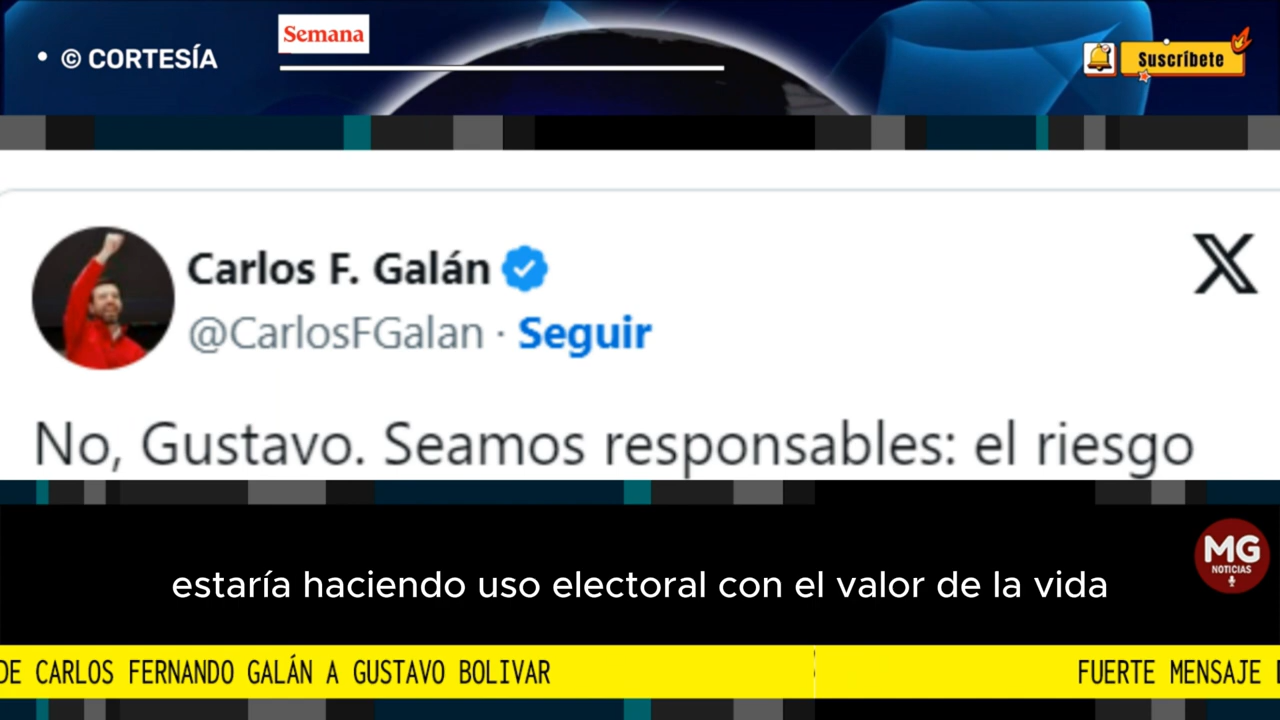 • © CORTESÍA
Semana
Suscríbete
Carlos F. Galán
X
@CarlosFGalan · Seguir
No, Gustavo. Seamos responsables: el riesgo
MG
NOTICIAS
estaría haciendo uso electoral con el valor de la vida
DE CARLOS FERNANDO GALÁN A GUSTAVO BOLIVAR
FUERTE MENSAJE